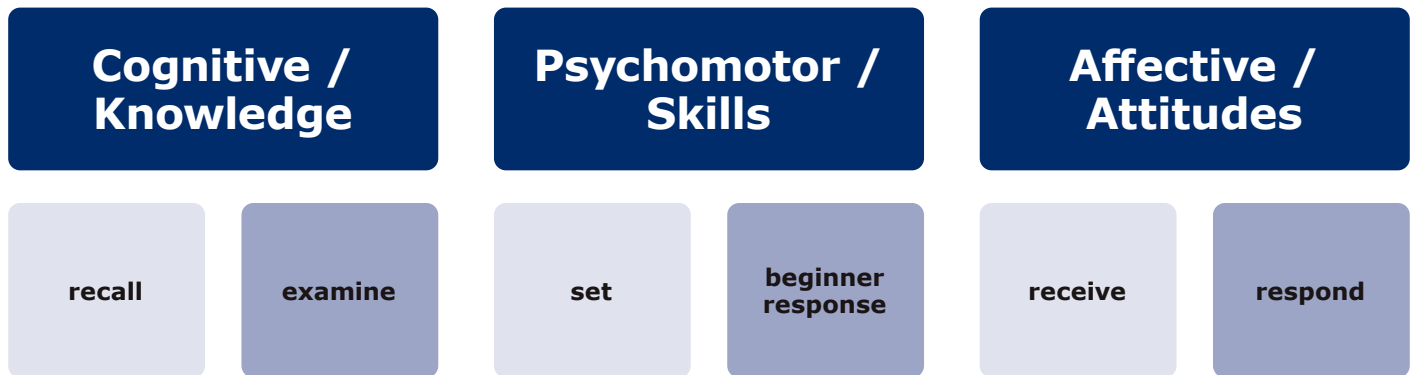 Cognitive /
Knowledge
Psychomotor /
Skills
Affective /
Attitudes
recall
examine
set
beginner
response
receive
respond